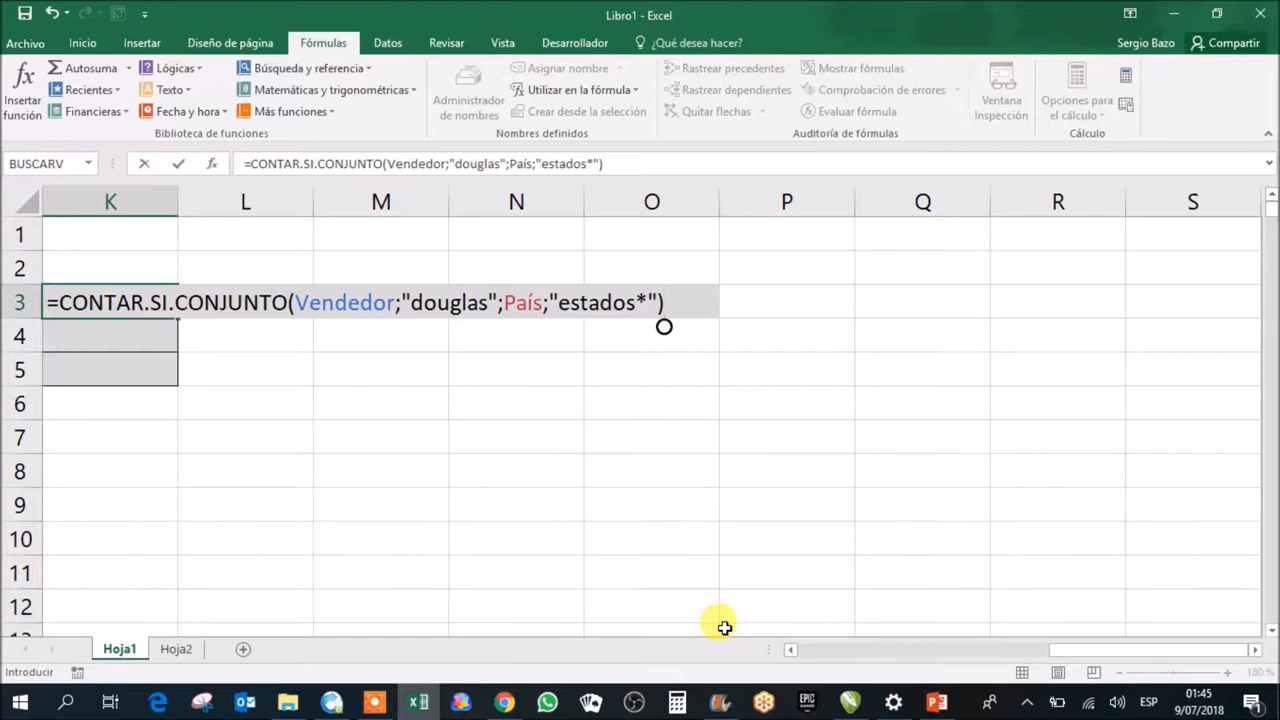 Libro1 - Excel
Archivo Inicio Insertar Diseño de página Fórmulas Datos Revisar Vista Desarrollador ¿Qué desea hacer? Sergio Bazo Compartir
fx
Insertar función
Autosuma
Recientes
Financieras
Lógicas
Texto
Fecha y hora
Búsqueda y referencia
Matemáticas y trigonométricas
Más funciones
Biblioteca de funciones
Administrador de nombres
Asignar nombre
Utilizar en la fórmula
Crear desde la selección
Nombres definidos
Rastrear precedentes
Rastrear dependientes
Quitar flechas
Mostrar fórmulas
Comprobación de errores
Evaluar fórmula
Ventana Inspección
Auditoría de fórmulas
Opciones para el cálculo
Cálculo
BUSCARV fx =CONTAR.SI.CONJUNTO(Vendedor;"douglas";País;"estados*")
K L M N O P Q R S
1
2
3 =CONTAR.SI.CONJUNTO(Vendedor;"douglas";País;"estados*")
4
5
6
7
8
9
10
11
12
Hoja1 Hoja2
Introducir 180 %
EPIC GAMES
ESP
01:45
9/07/2018